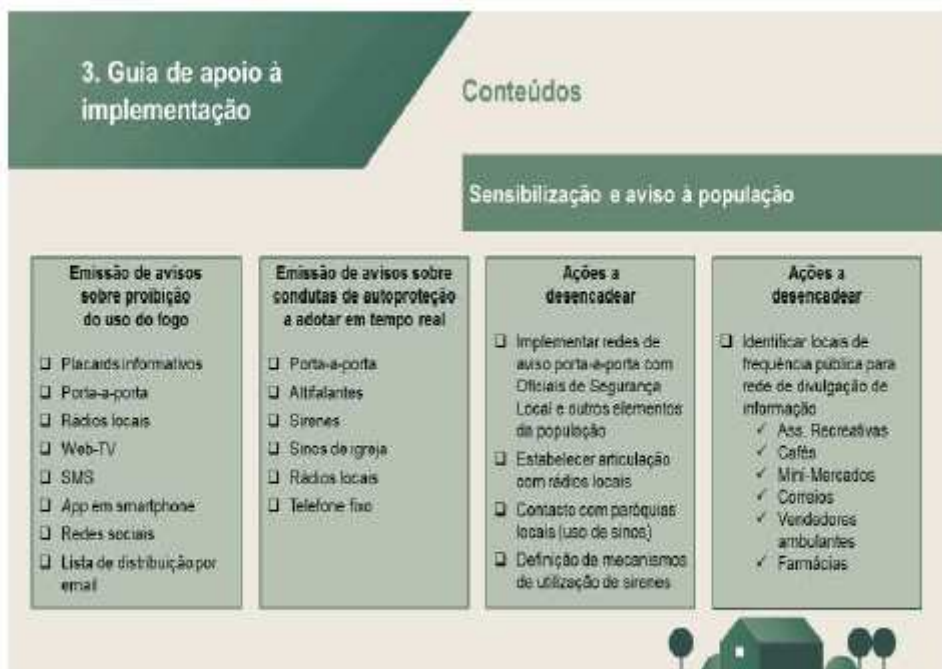 3. Guia de apoio à
implementação
Conteúdos
Sensibilização e aviso à população
Emissão de avisos
sobre proibição
do uso do fogo
Placards informativos
Porta-a-porta
Rádios locais
Web-TV
SMS
App em smartphone
Redes sociais
Lista de distribuição por
email
Emissão de avisos sobre
condutas de autoproteção
a adotar em tempo real
Porta-a-porta
Altifalantes
Sirenes
Sinos de igreja
Rádios locais
Telefone fixo
Ações a
desencadear
Implementar redes de
aviso porta-a-porta com
Oficiais de Segurança
Local e outros elementos
da população
Estabelecer articulação
com rádios locais
Contacto com paróquias
locais (uso de sinos)
Definição de mecanismos
de utilização de sirenes
Ações a
desencadear
Identificar locais de
frequência pública para
rede de divulgação de
informação
✓ Ass. Recreativas
✓ Cafés
✓ Mini-Mercados
✓ Correios
✓ Vendedores
ambulantes
✓ Farmácias